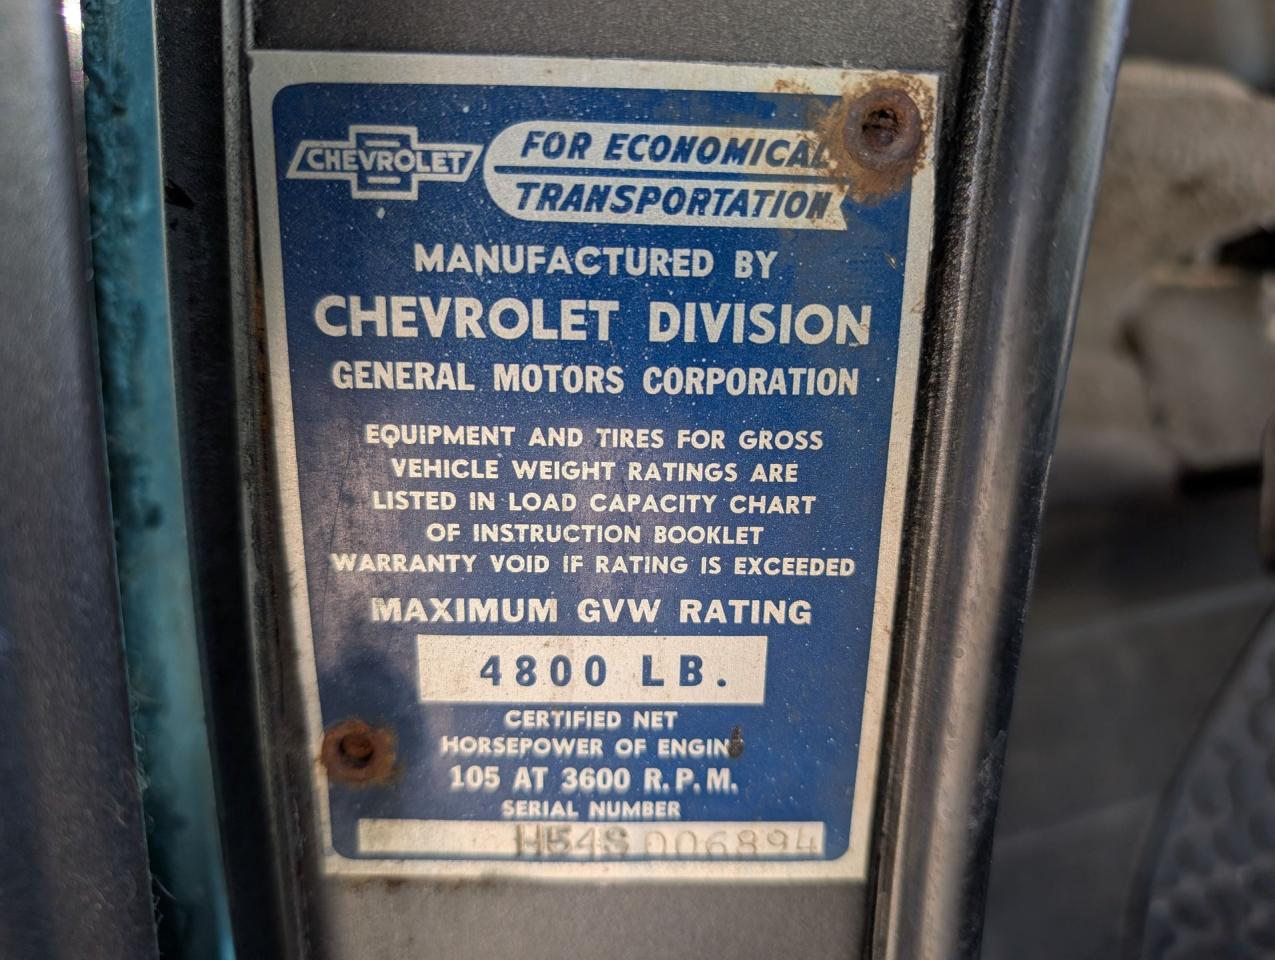 CHEVROLET
FOR ECONOMICAL
TRANSPORTATION
MANUFACTURED BY
CHEVROLET DIVISION
GENERAL MOTORS CORPORATION
EQUIPMENT AND TIRES FOR GROSS
VEHICLE WEIGHT RATINGS ARE
LISTED IN LOAD CAPACITY CHART
OF INSTRUCTION BOOKLET
WARRANTY VOID IF RATING IS EXCEEDED
MAXIMUM GVW RATING
4800 LB.
CERTIFIED NET
HORSEPOWER OF ENGINE
105 AT 3600 R.P.M.
SERIAL NUMBER
H54S006894